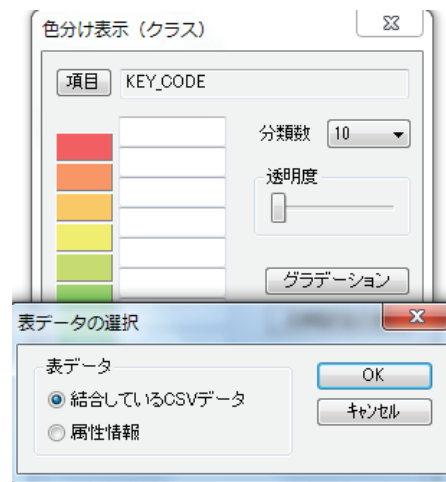 色分け表示（クラス）
項目 KEY_CODE
分類数 10
透明度
グラデーション
表データの選択
表データ
結合しているCSVデータ
属性情報
OK
キャンセル